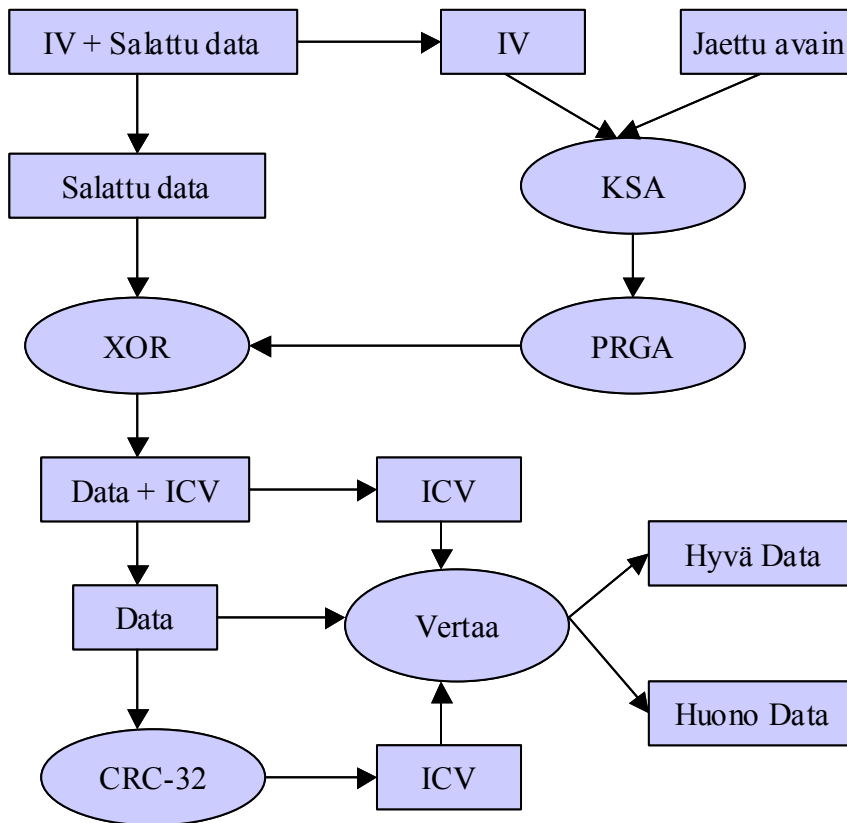 IV + Salattu data
IV
Jaettu avain
Salattu data
KSA
XOR
PRGA
Data + ICV
ICV
Hyvä Data
Data
Vertaa
Huono Data
CRC-32
ICV